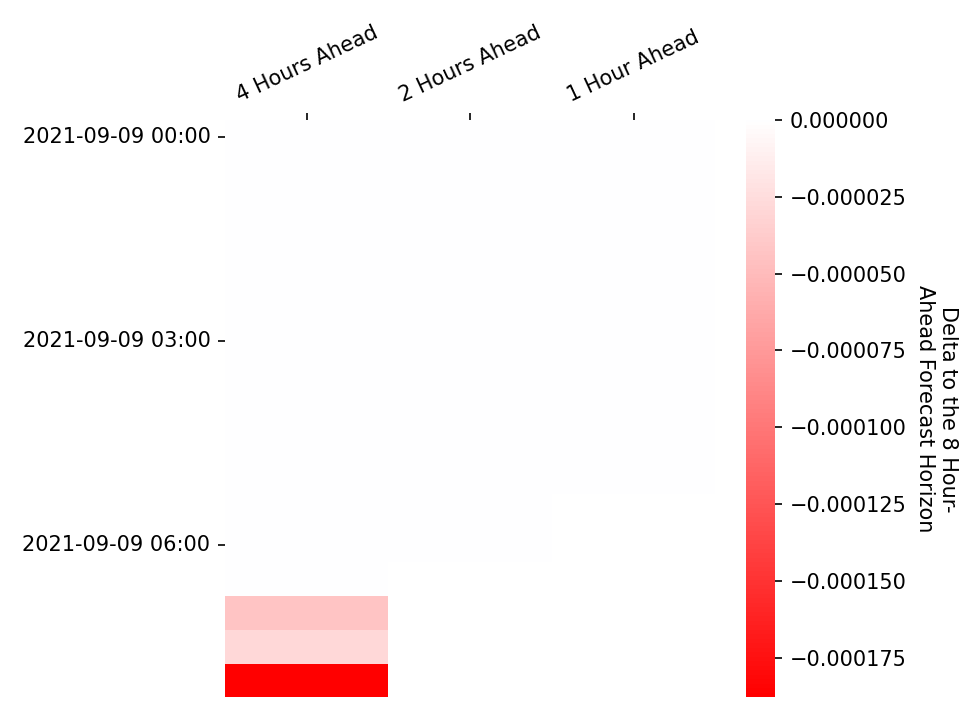 4 Hours Ahead
2 Hours Ahead
1 Hour Ahead
2021-09-09 00:00
2021-09-09 03:00
2021-09-09 06:00
0.000000
−0.000025
−0.000050
−0.000075
−0.000100
−0.000125
−0.000150
−0.000175
Delta to the 8 Hour-
Ahead Forecast Horizon